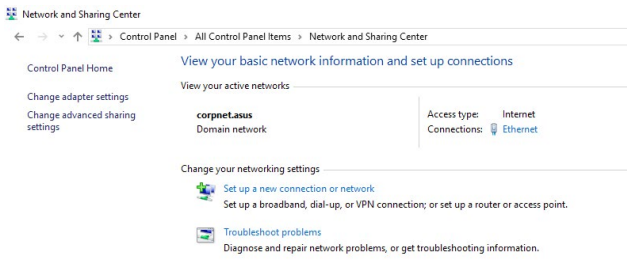 Network and Sharing Center
Control Panel > All Control Panel Items > Network and Sharing Center
Control Panel Home
Change adapter settings
Change advanced sharing
settings
View your basic network information and set up connections
View your active networks
corpnet.asus
Domain network
Access type: Internet
Connections: Ethernet
Change your networking settings
Set up a new connection or network
Set up a broadband, dial-up, or VPN connection; or set up a router or access point.
Troubleshoot problems
Diagnose and repair network problems, or get troubleshooting information.